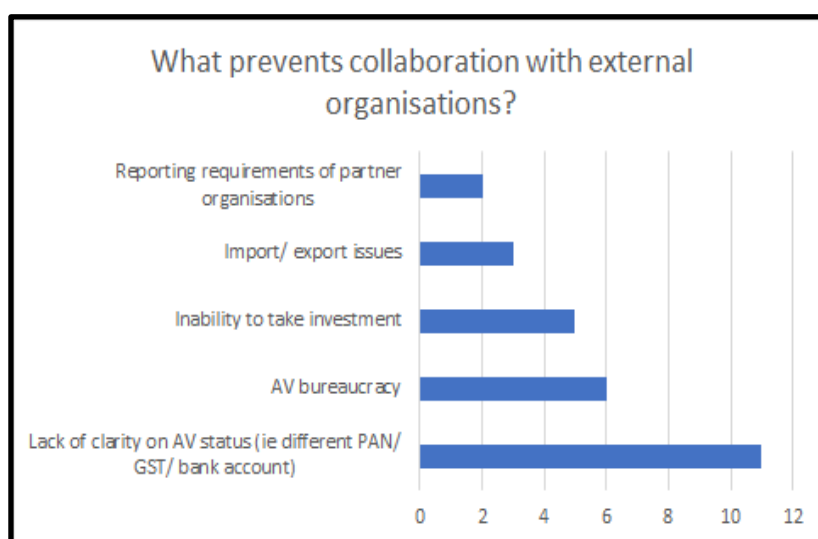 What prevents collaboration with external
organisations?
Reporting requirements of partner
organisations
Import/ export issues
Inability to take investment
AV bureaucracy
Lack of clarity on AV status (ie different PAN/
GST/ bank account)
0 2 4 6 8 10 12